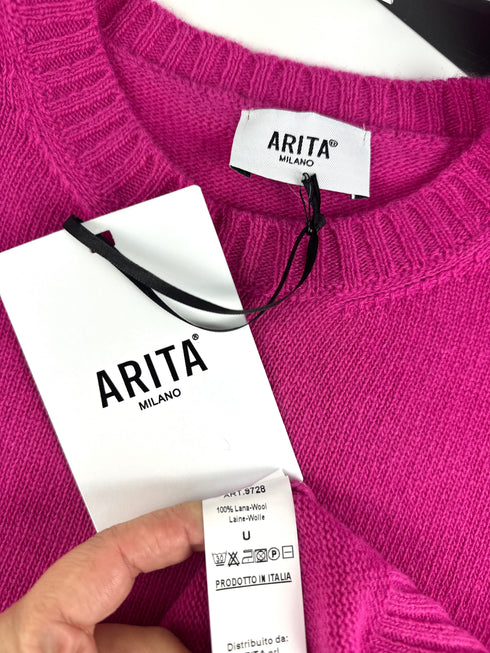 ARITA®
MILANO
ARITA®
MILANO
ART.9728
100% Lana-Wool
Laine-Wolle
U
PRODOTTO IN ITALIA
Distribuito da: